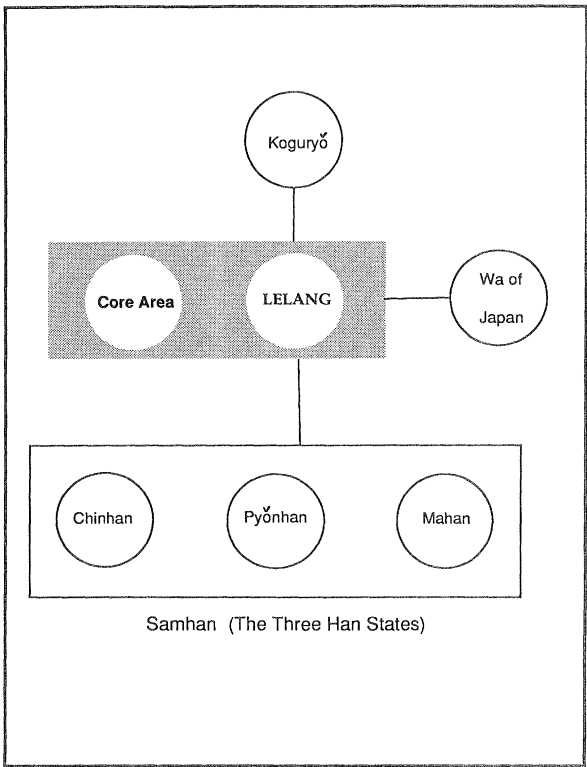 Koguryŏ
Core Area
LELANG
Wa of
Japan
Chinhan
Pyŏnhan
Mahan
Samhan (The Three Han States)